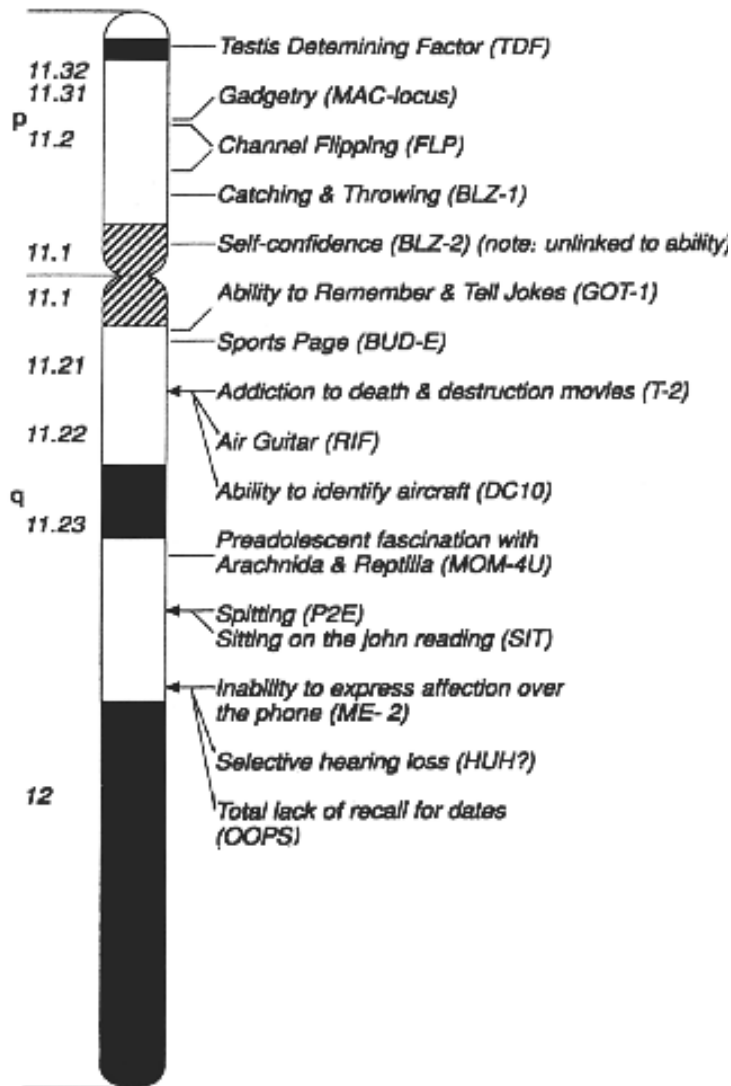 Testis Detemining Factor (TDF)
11.32
11.31
Gadgetry (MAC-locus)
p
11.2
Channel Flipping (FLP)
Catching & Throwing (BLZ-1)
11.1
Self-confidence (BLZ-2) (note: unlinked to ability)
11.1
Ability to Remember & Tell Jokes (GOT-1)
Sports Page (BUD-E)
11.21
Addiction to death & destruction movies (T-2)
11.22
Air Guitar (RIF)
q
Ability to identify aircraft (DC10)
11.23
Preadolescent fascination with
Arachnida & Reptilia (MOM-4U)
Spitting (P2E)
Sitting on the john reading (SIT)
Inability to express affection over
the phone (ME- 2)
Selective hearing loss (HUH?)
12
Total lack of recall for dates
(OOPS)